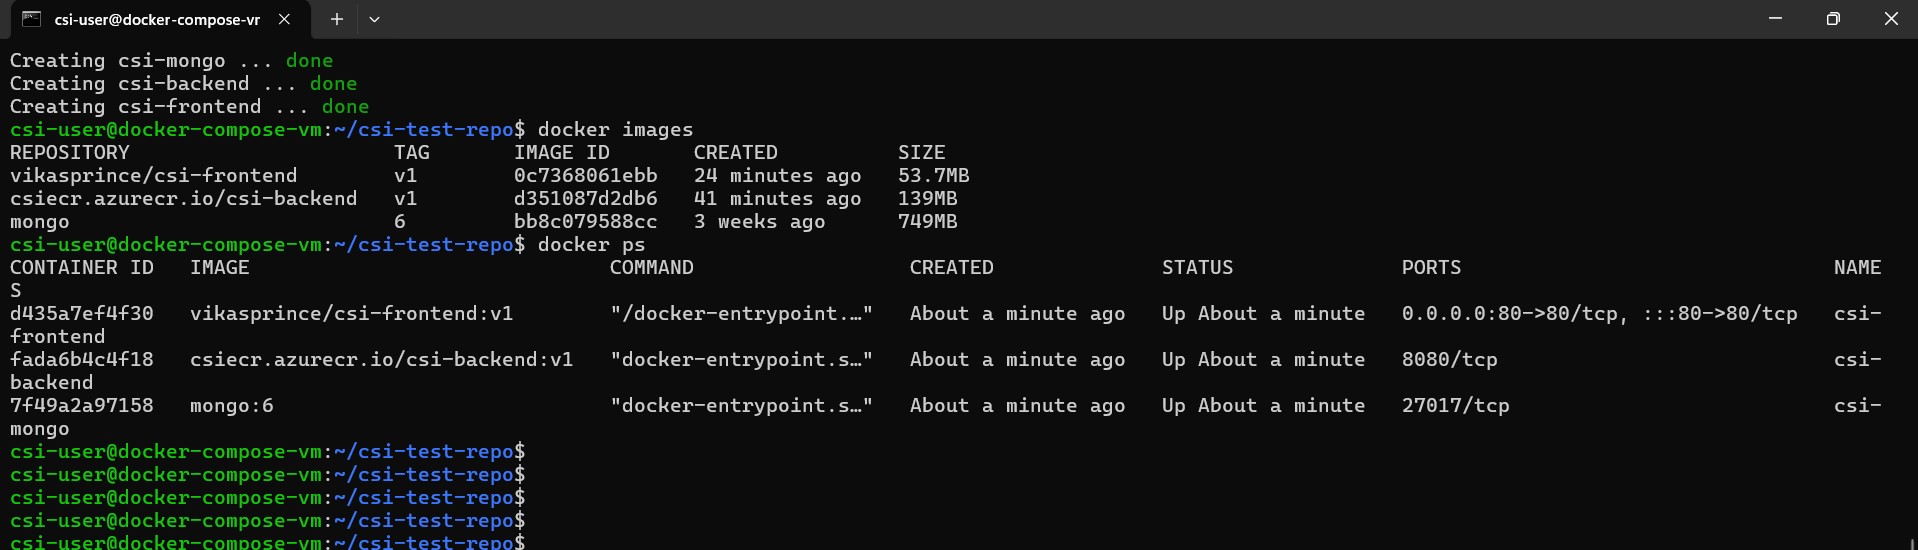 csi-user@docker-compose-vr
Creating csi-mongo ... done
Creating csi-backend ... done
Creating csi-frontend ... done
csi-user@docker-compose-vm:~/csi-test-repo$ docker images
REPOSITORY TAG IMAGE ID CREATED SIZE
vikasprince/csi-frontend v1 0c7368061ebb 24 minutes ago 53.7MB
csiecr.azurecr.io/csi-backend v1 d351087d2db6 41 minutes ago 139MB
mongo 6 bb8c079588cc 3 weeks ago 749MB
csi-user@docker-compose-vm:~/csi-test-repo$ docker ps
CONTAINER ID IMAGE COMMAND CREATED STATUS PORTS NAME
S
d435a7ef4f30 vikasprince/csi-frontend:v1 "/docker-entrypoint.…" About a minute ago Up About a minute 0.0.0.0:80->80/tcp, :::80->80/tcp csi-
frontend
fada6b4c4f18 csiecr.azurecr.io/csi-backend:v1 "docker-entrypoint.s…" About a minute ago Up About a minute 8080/tcp csi-
backend
7f49a2a97158 mongo:6 "docker-entrypoint.s…" About a minute ago Up About a minute 27017/tcp csi-
mongo
csi-user@docker-compose-vm:~/csi-test-repo$
csi-user@docker-compose-vm:~/csi-test-repo$
csi-user@docker-compose-vm:~/csi-test-repo$
csi-user@docker-compose-vm:~/csi-test-repo$
csi-user@docker-compose-vm:~/csi-test-repo$